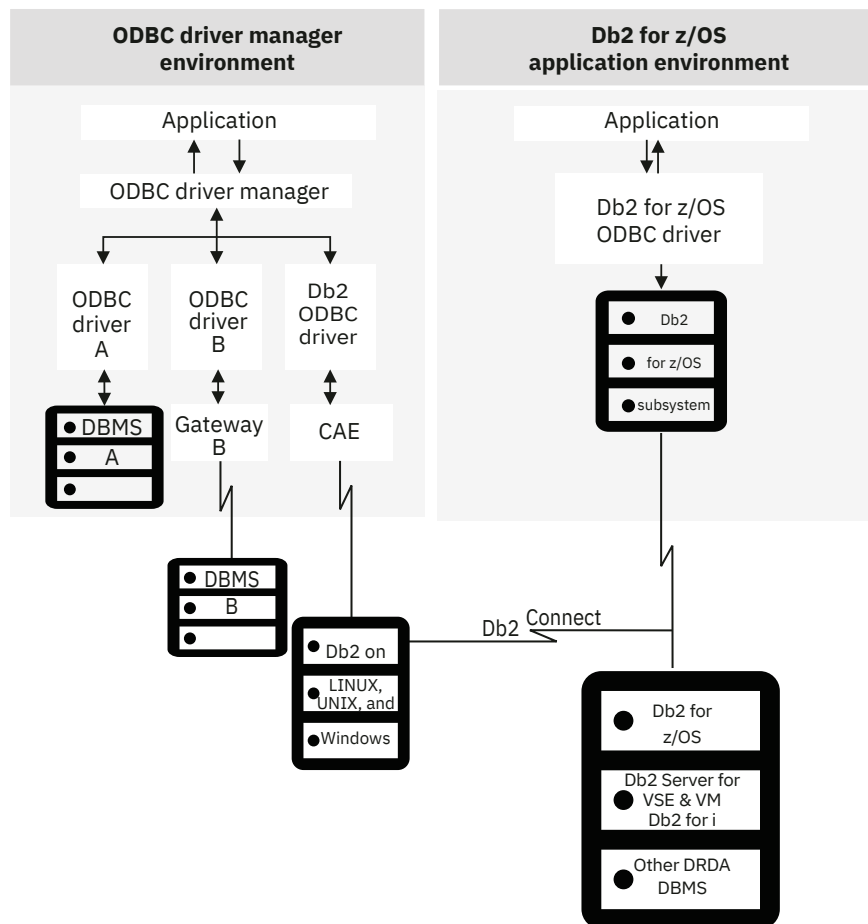 ODBC driver manager
environment
Db2 for z/OS
application environment
Application
ODBC driver manager
ODBC
driver
A
ODBC
driver
B
Db2
ODBC
driver
DBMS
A
Gateway
B
CAE
DBMS
B
Db2 on
LINUX,
UNIX, and
Windows
Application
Db2 for z/OS
ODBC driver
Db2
for z/OS
subsystem
Db2 Connect
Db2 for
z/OS
Db2 Server for
VSE & VM
Db2 for i
Other DRDA
DBMS